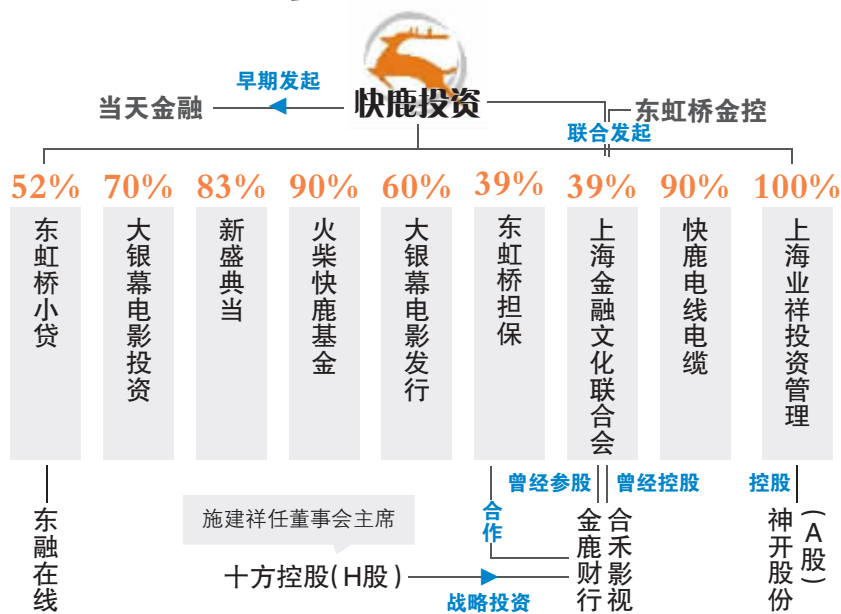 快鹿投资
早期发起
当天金融
东虹桥金控
联合发起
52% 70% 83% 90% 60% 39% 39% 90% 100%
东虹桥小贷
大银幕电影投资
新盛典当
火柴快鹿基金
大银幕电影发行
东虹桥担保
上海金融文化联合会
快鹿电线电缆
上海业祥投资管理
曾经参股
曾经控股
控股
东融在线
施建祥任董事会主席
合作
金鹿财行
合禾影视
神开股份
(A股)
十方控股(H股)
战略投资